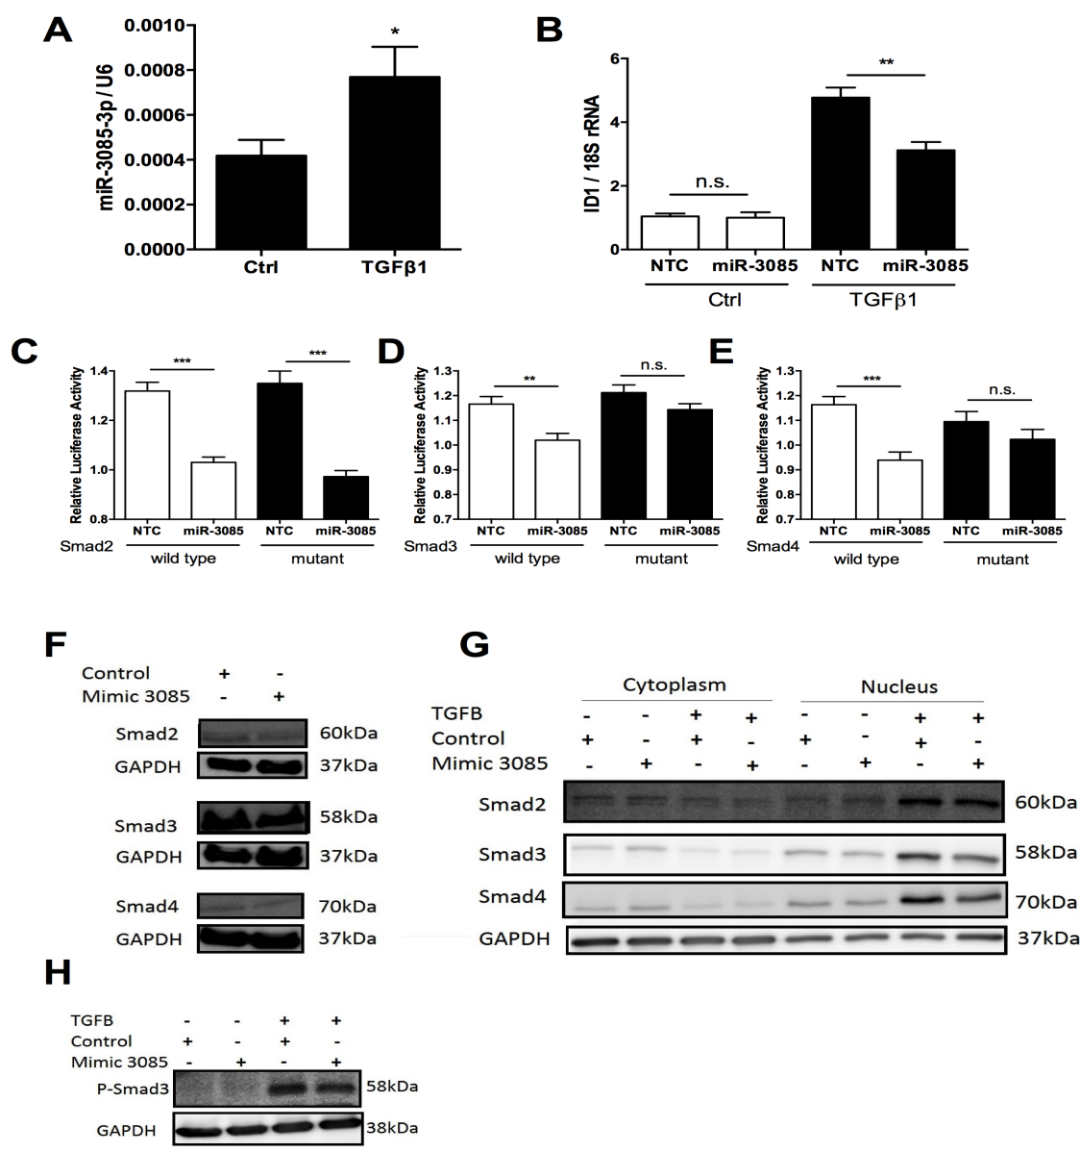 A
miR-3085-3p / U6
0.0010
0.0008
0.0006
0.0004
0.0002
0.0000
*
Ctrl TGFβ1
B
ID1 / 18S rRNA
6
4
2
0
n.s.
**
NTC miR-3085 NTC miR-3085
Ctrl TGFβ1
C
Relative Luciferase Activity
1.4
1.2
1.0
0.8
*** ***
NTC miR-3085 NTC miR-3085
Smad2
wild type mutant
D
Relative Luciferase Activity
1.3
1.2
1.1
1.0
0.9
0.8
0.7
** n.s.
NTC miR-3085 NTC miR-3085
Smad3
wild type mutant
E
Relative Luciferase Activity
1.3
1.2
1.1
1.0
0.9
0.8
0.7
*** n.s.
NTC miR-3085 NTC miR-3085
Smad4
wild type mutant
F
Control + -
Mimic 3085 - +
Smad2 60kDa
GAPDH 37kDa
Smad3 58kDa
GAPDH 37kDa
Smad4 70kDa
GAPDH 37kDa
G
Cytoplasm Nucleus
TGFB - - + + - - + +
Control + - + - + - + -
Mimic 3085 - + - + - + - +
Smad2 60kDa
Smad3 58kDa
Smad4 70kDa
GAPDH 37kDa
H
TGFB - - + +
Control + - + -
Mimic 3085 - + - +
P-Smad3 58kDa
GAPDH 38kDa